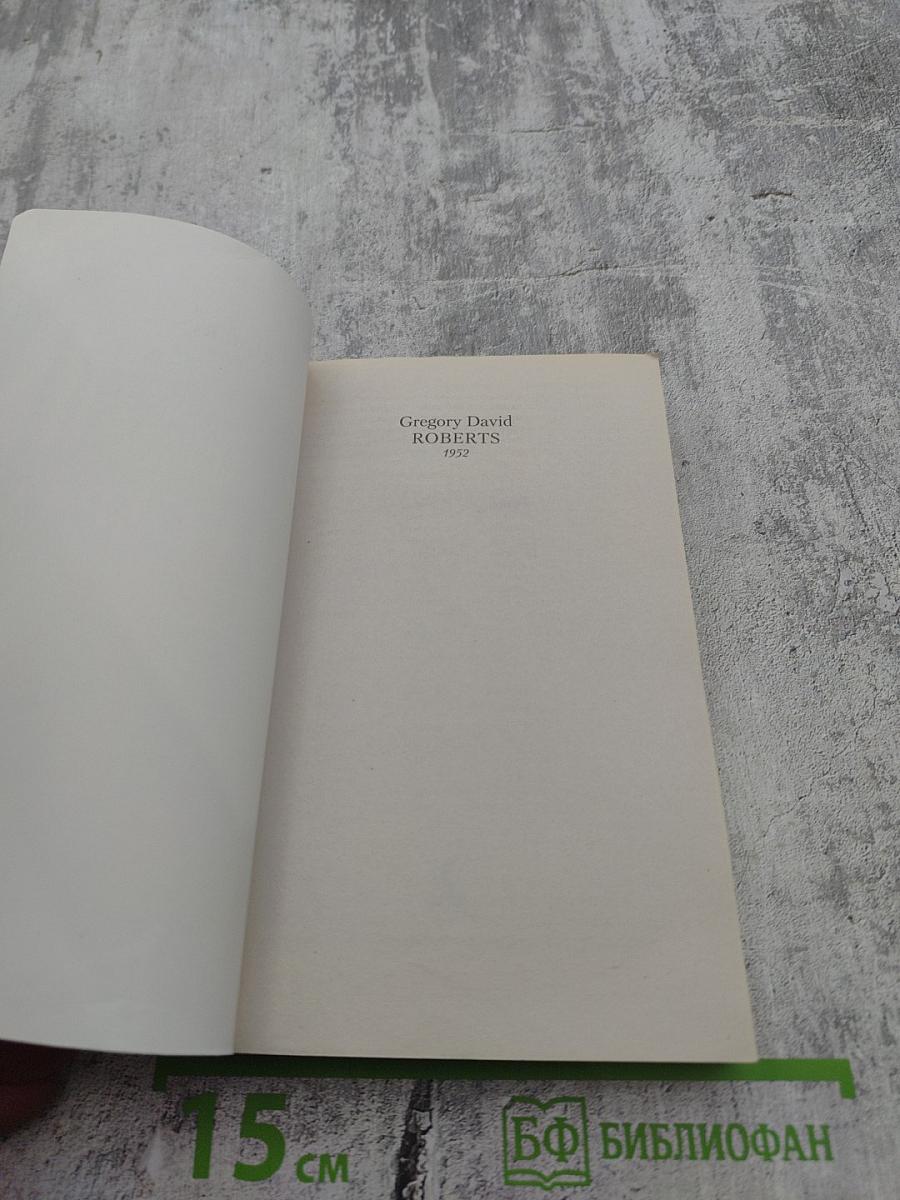 Gregory David
ROBERTS
1952
15 см
БФ БИБЛИОФАН